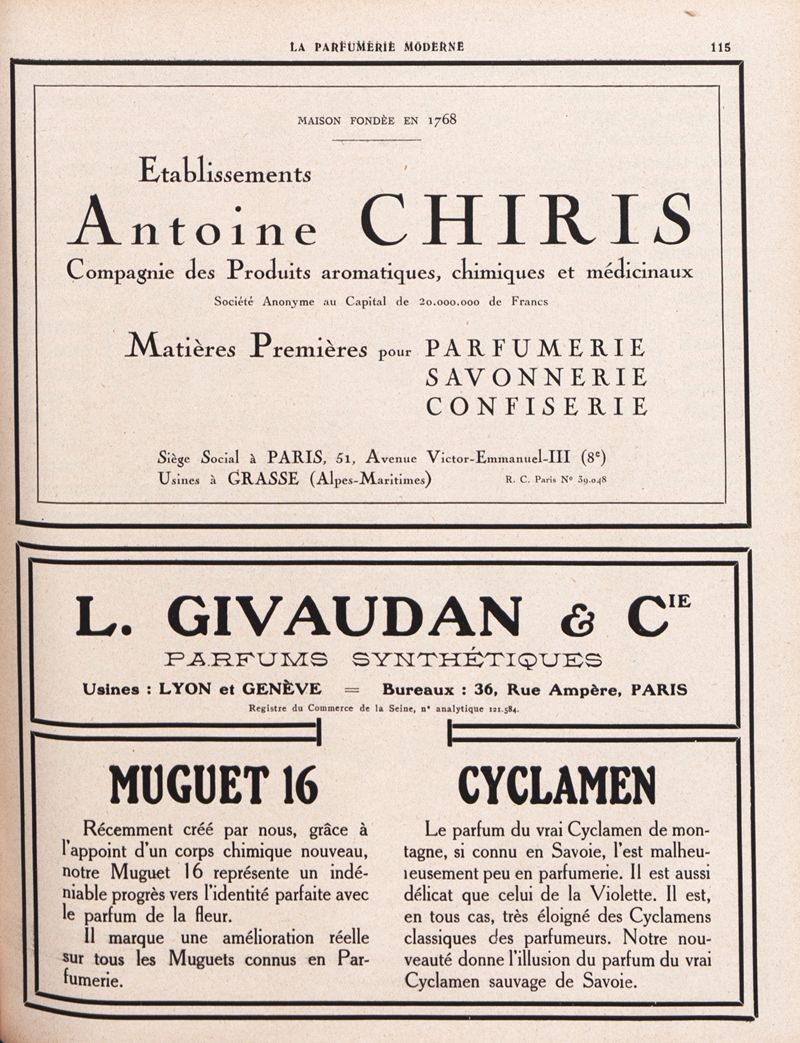 LA PARFUMERIE MODERNE
115
MAISON FONDÉE EN 1768
Etablissements
Antoine CHIRIS
Compagnie des Produits aromatiques, chimiques et médicinaux
Société Anonyme au Capital de 20.000.000 de Francs
Matières Premières pour PARFUMERIE
SAVONNERIE
CONFISERIE
Siège Social à PARIS, 51, Avenue Victor-Emmanuel-III (8e)
Usines à GRASSE (Alpes-Maritimes) R. C. Paris No 39.048
L. GIVAUDAN & CIE
PARFUMS SYNTHÉTIQUES
Usines : LYON et GENÈVE = Bureaux : 36, Rue Ampère, PARIS
Registre du Commerce de la Seine, n° analytique 121.584.
MUGUET 16
Récemment créé par nous, grâce à
l'appoint d'un corps chimique nouveau,
notre Muguet 16 représente un indé-
niable progrès vers l'identité parfaite avec
le parfum de la fleur.
Il marque une amélioration réelle
sur tous les Muguets connus en Par-
fumerie.
CYCLAMEN
Le parfum du vrai Cyclamen de mon-
tagne, si connu en Savoie, l'est malheu-
reusement peu en parfumerie. Il est aussi
délicat que celui de la Violette. Il est,
en tous cas, très éloigné des Cyclamens
classiques des parfumeurs. Notre nou-
veauté donne l'illusion du parfum du vrai
Cyclamen sauvage de Savoie.